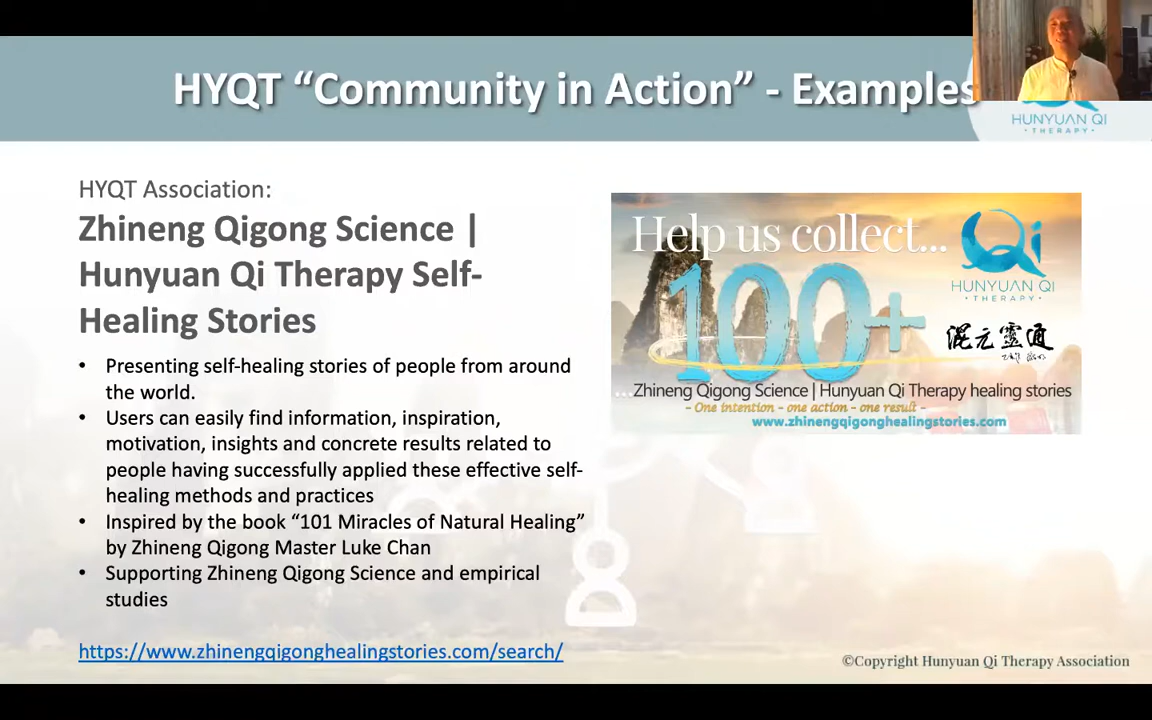 HYQT “Community in Action” - Examples
HUNYUAN QI
• THERAPY •
HYQT Association:
Zhineng Qigong Science |
Hunyuan Qi Therapy Self-
Healing Stories
• Presenting self-healing stories of people from around
the world.
• Users can easily find information, inspiration,
motivation, insights and concrete results related to
people having successfully applied these effective self-
healing methods and practices
• Inspired by the book “101 Miracles of Natural Healing”
by Zhineng Qigong Master Luke Chan
• Supporting Zhineng Qigong Science and empirical
studies
https://www.zhinengqigonghealingstories.com/search/
Help us collect...
Qi
HUNYUAN QI
• THERAPY •
100+
混元靈通
...Zhineng Qigong Science | Hunyuan Qi Therapy healing stories
- One intention - one action - one result -
www.zhinengqigonghealingstories.com
©Copyright Hunyuan Qi Therapy Association